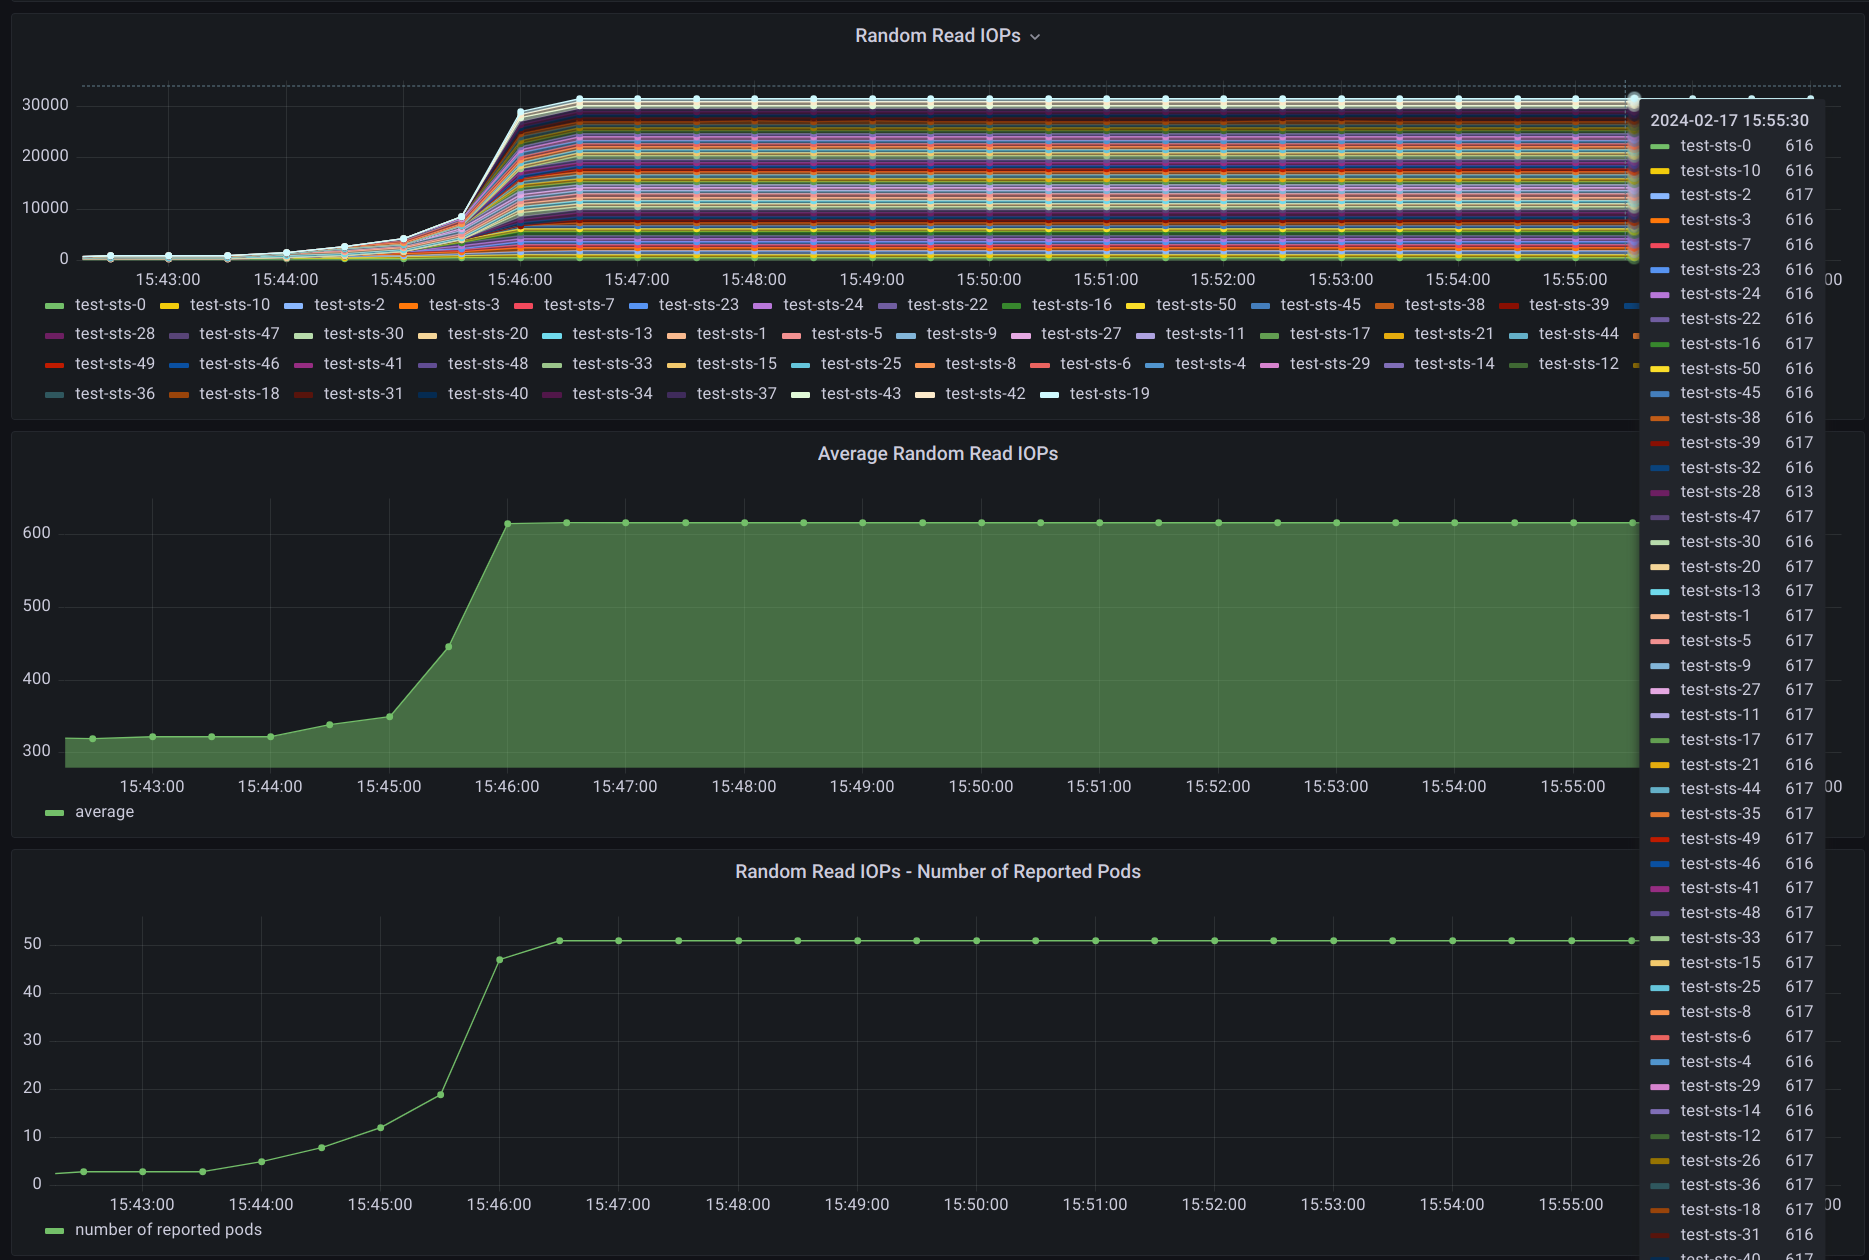 Random Read IOPs
30000
20000
10000
0
15:43:00 15:44:00 15:45:00 15:46:00 15:47:00 15:48:00 15:49:00 15:50:00 15:51:00 15:52:00 15:53:00 15:54:00 15:55:00 00
test-sts-0 test-sts-10 test-sts-2 test-sts-3 test-sts-7 test-sts-23 test-sts-24 test-sts-22 test-sts-16 test-sts-50 test-sts-45 test-sts-38 test-sts-39
test-sts-28 test-sts-47 test-sts-30 test-sts-20 test-sts-13 test-sts-1 test-sts-5 test-sts-9 test-sts-27 test-sts-11 test-sts-17 test-sts-21 test-sts-44
test-sts-49 test-sts-46 test-sts-41 test-sts-48 test-sts-33 test-sts-15 test-sts-25 test-sts-8 test-sts-6 test-sts-4 test-sts-29 test-sts-14 test-sts-12
test-sts-36 test-sts-18 test-sts-31 test-sts-40 test-sts-34 test-sts-37 test-sts-43 test-sts-42 test-sts-19
Average Random Read IOPs
600
500
400
300
15:43:00 15:44:00 15:45:00 15:46:00 15:47:00 15:48:00 15:49:00 15:50:00 15:51:00 15:52:00 15:53:00 15:54:00 15:55:00 00
average
Random Read IOPs - Number of Reported Pods
50
40
30
20
10
0
15:43:00 15:44:00 15:45:00 15:46:00 15:47:00 15:48:00 15:49:00 15:50:00 15:51:00 15:52:00 15:53:00 15:54:00 15:55:00 00
number of reported pods
2024-02-17 15:55:30
test-sts-0 616
test-sts-10 616
test-sts-2 617
test-sts-3 616
test-sts-7 616
test-sts-23 616
test-sts-24 616
test-sts-22 616
test-sts-16 617
test-sts-50 616
test-sts-45 616
test-sts-38 616
test-sts-39 617
test-sts-32 616
test-sts-28 613
test-sts-47 617
test-sts-30 616
test-sts-20 617
test-sts-13 617
test-sts-1 617
test-sts-5 617
test-sts-9 617
test-sts-27 617
test-sts-11 617
test-sts-17 617
test-sts-21 616
test-sts-44 617
test-sts-35 617
test-sts-49 617
test-sts-46 616
test-sts-41 617
test-sts-48 617
test-sts-33 617
test-sts-15 617
test-sts-25 617
test-sts-8 617
test-sts-6 617
test-sts-4 616
test-sts-29 617
test-sts-14 616
test-sts-12 617
test-sts-26 617
test-sts-36 617
test-sts-18 617
test-sts-31 616
test-sts-40 617